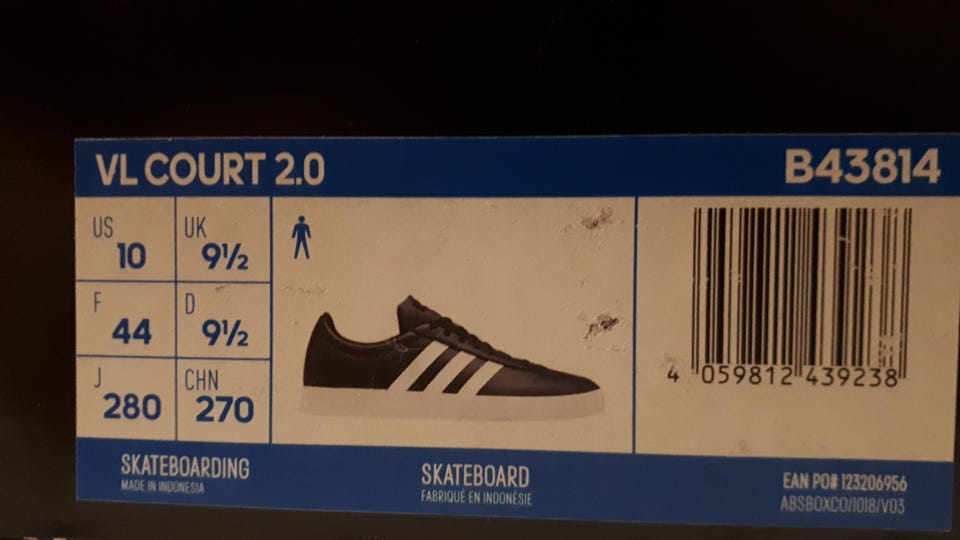 VL COURT 2.0 B43814
US 10 UK 9½
F 44 D 9½
J 280 CHN 270
4 059812 439238
SKATEBOARDING
MADE IN INDONESIA
SKATEBOARD
FABRIQUÉ EN INDONÉSIE
EAN PO# 123206956
ABSBOXCO/1018/V03